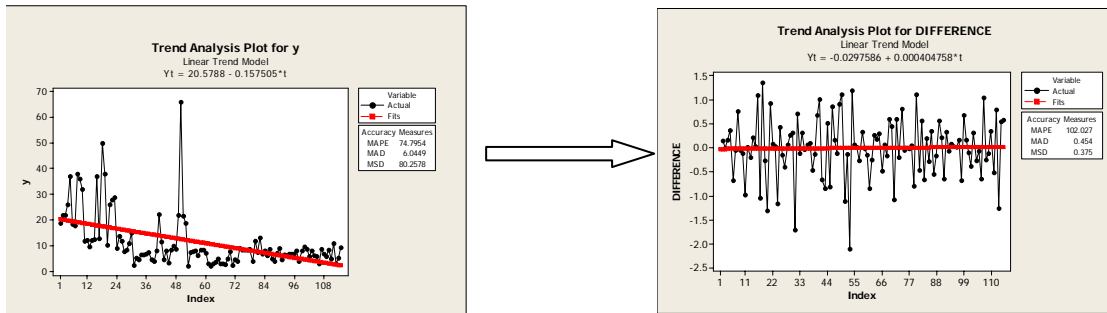 Trend Analysis Plot for y
Linear Trend Model
Yt = 20.5788 - 0.157505*t
70
60
50
40
30
20
10
0
y
1 12 24 36 48 60 72 84 96 108
Index
Variable
Actual
Fits
Accuracy Measures
MAPE 74.7954
MAD 6.0449
MSD 80.2578
Trend Analysis Plot for DIFFERENCE
Linear Trend Model
Yt = -0.0297586 + 0.000404758*t
1.5
1.0
0.5
0.0
-0.5
-1.0
-1.5
-2.0
-2.5
DIFFERENCE
1 11 22 33 44 55 66 77 88 99 110
Index
Variable
Actual
Fits
Accuracy Measures
MAPE 102.027
MAD 0.454
MSD 0.375